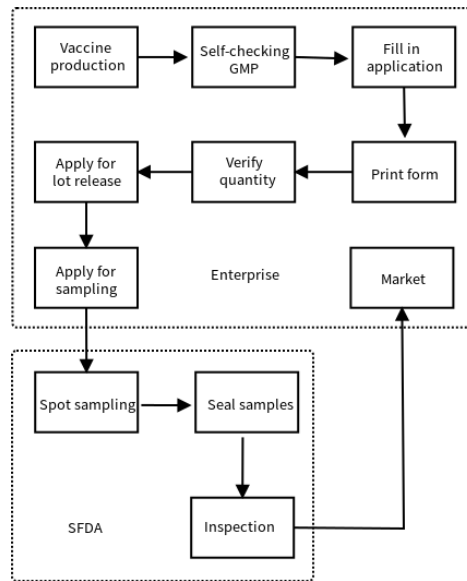 Vaccine
production
Self-checking
GMP
Fill in
application
Apply for
lot release
Verify
quantity
Print form
Apply for
sampling
Enterprise
Market
Spot sampling
Seal samples
SFDA
Inspection